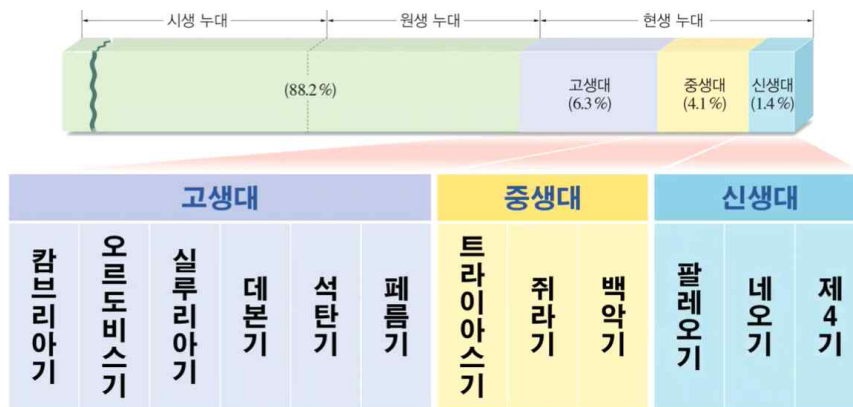 시생 누대 원생 누대 현생 누대
(88.2 %)
고생대
(6.3 %)
중생대
(4.1 %)
신생대
(1.4 %)
고생대 중생대 신생대
캄브리아기
오르도비스기
실루리아기
데본기
석탄기
페름기
트라이아스기
쥐라기
백악기
팔레오기
네오기
제4기